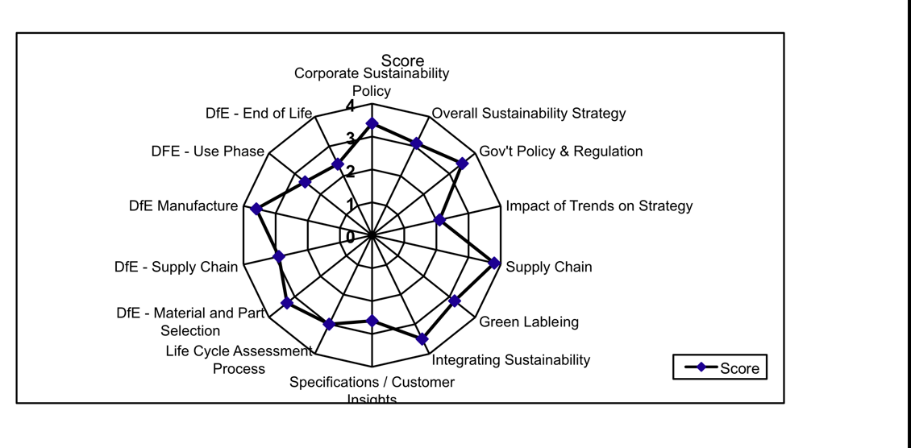 Score
Corporate Sustainability
Policy
4
DfE - End of Life
Overall Sustainability Strategy
3
DFE - Use Phase
Gov't Policy & Regulation
2
DfE Manufacture
1
Impact of Trends on Strategy
0
DfE - Supply Chain
Supply Chain
DfE - Material and Part
Selection
Green Lableing
Life Cycle Assessment
Process
Integrating Sustainability
Specifications / Customer
Insights
Score